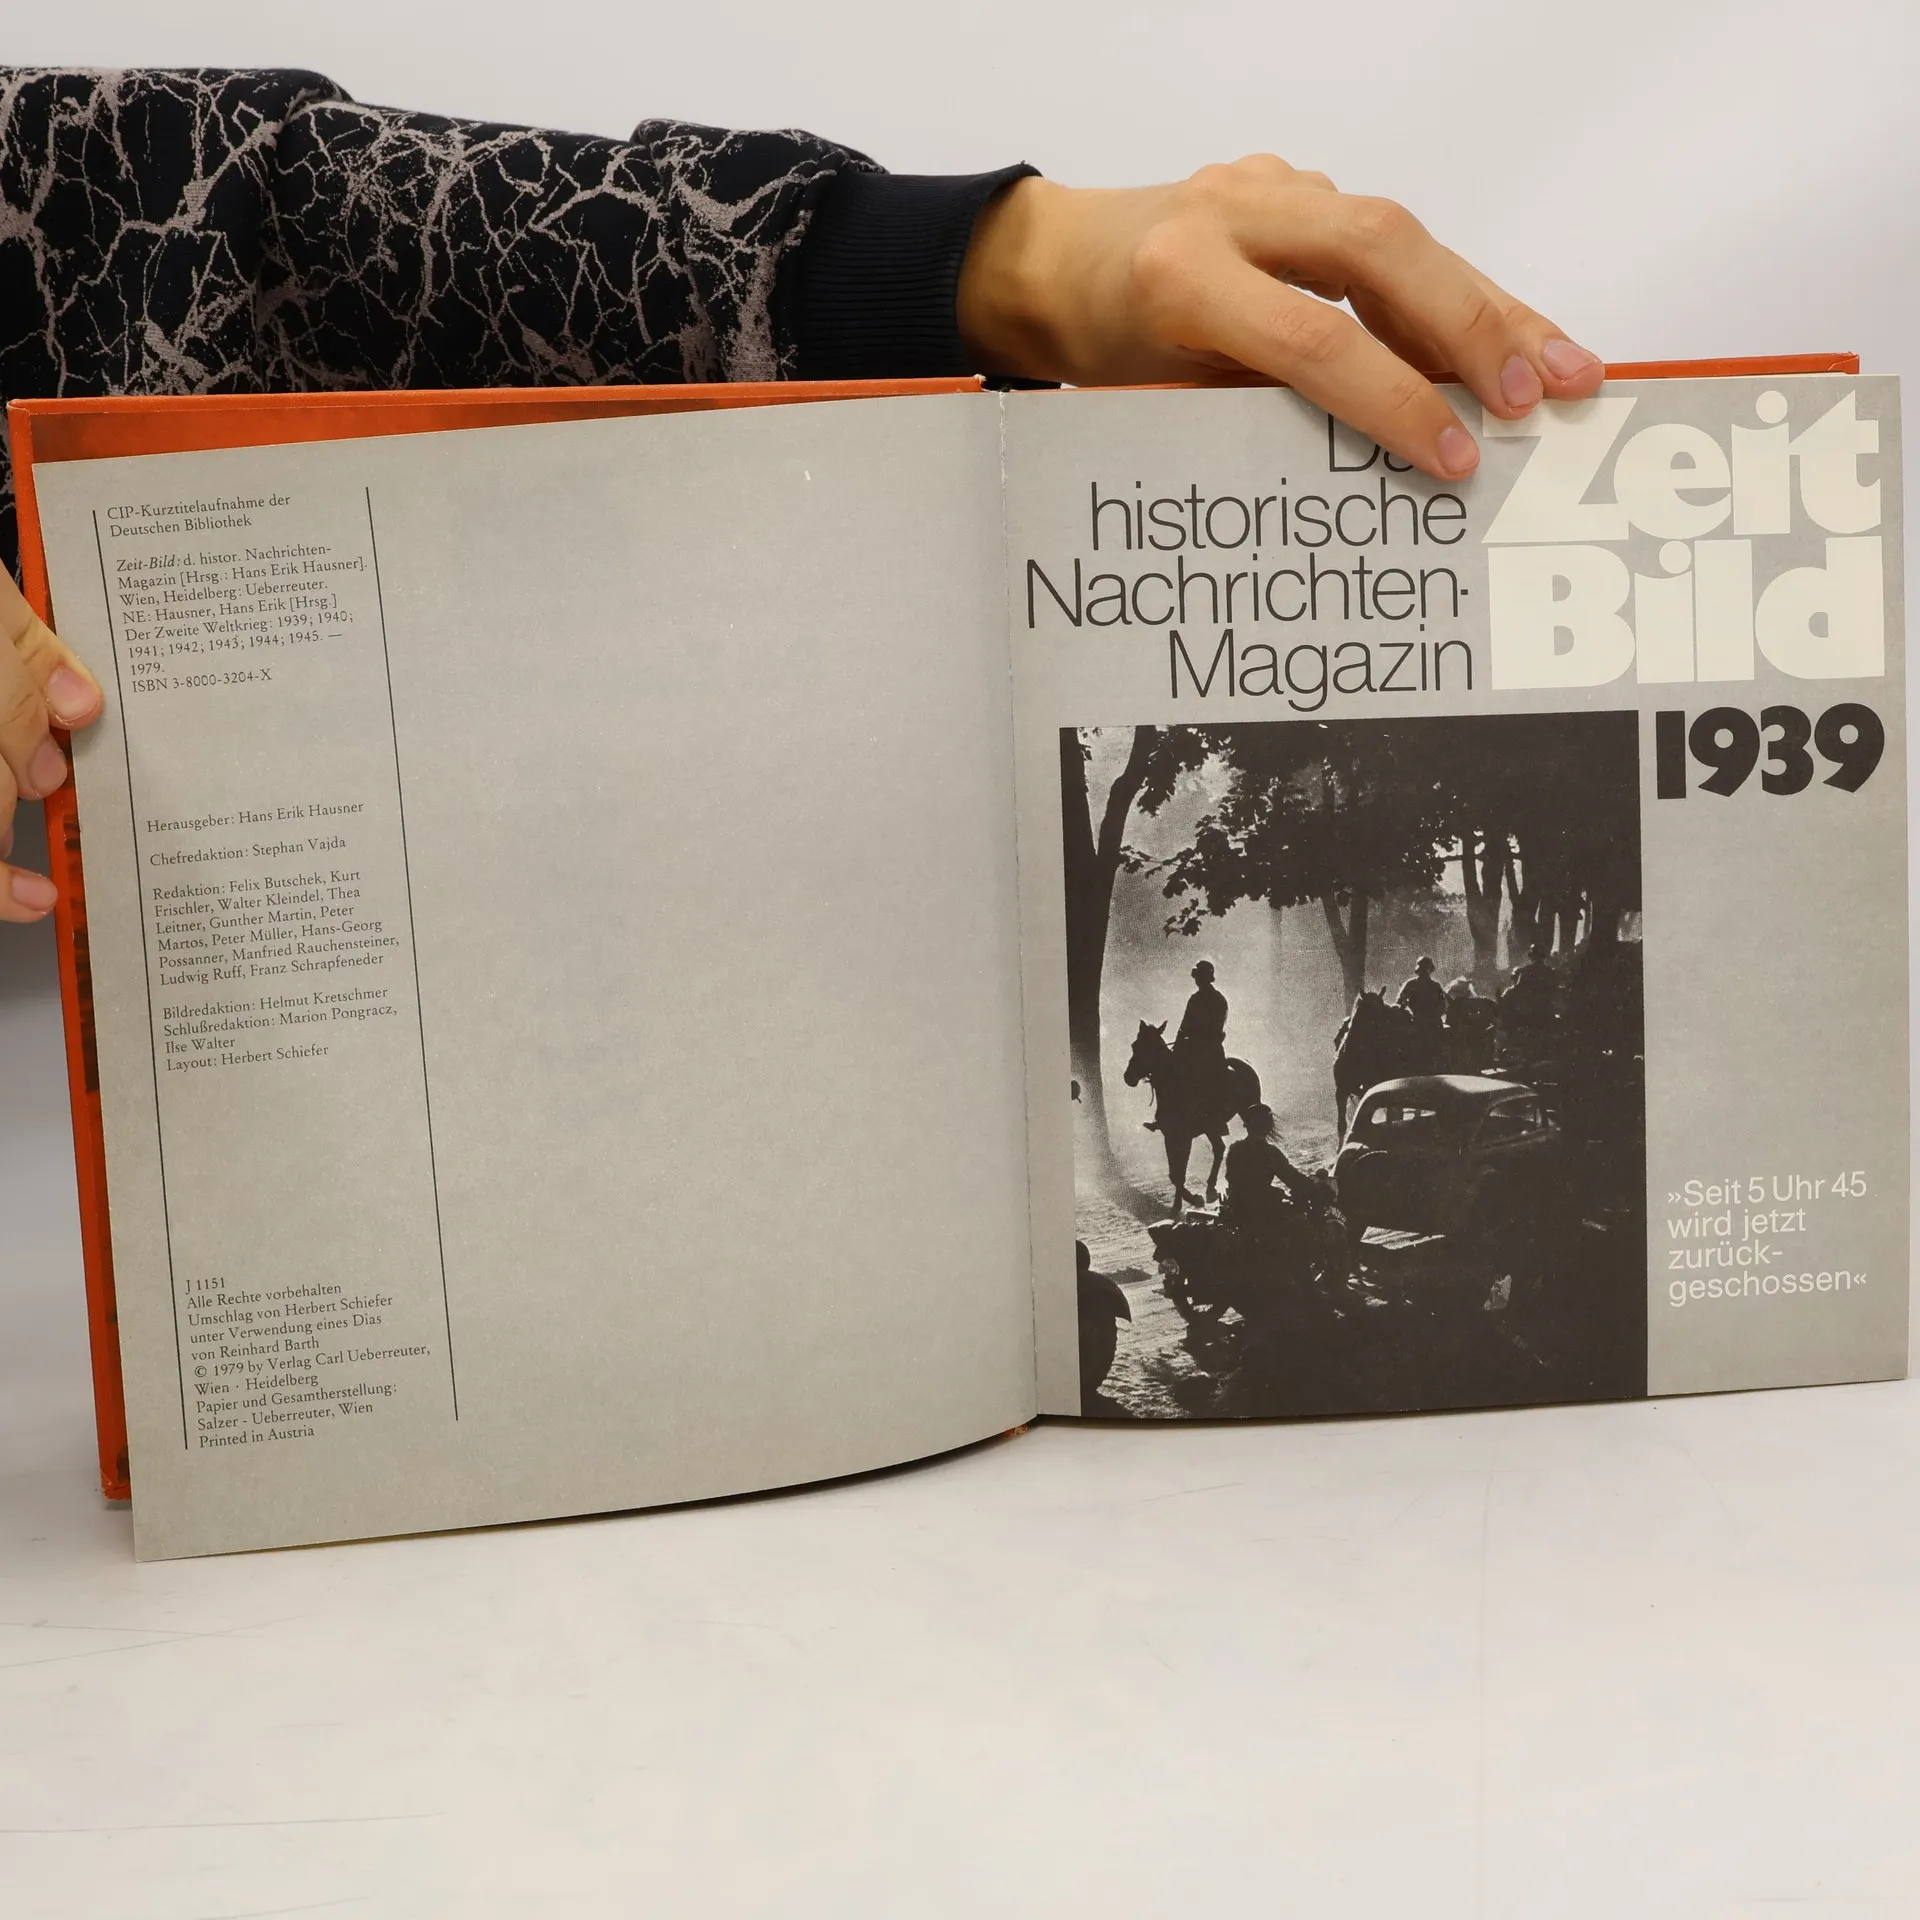 CIP-Kurztitelaufnahme der
Deutschen Bibliothek
Zeit-Bild: d. histor. Nachrichten-
Magazin [Hrsg.: Hans Erik Hausner].
Wien, Heidelberg: Ueberreuter.
NE: Hausner, Hans Erik [Hrsg.]
Der Zweite Weltkrieg: 1939; 1940;
1941; 1942; 1943; 1944; 1945. —
1979.
ISBN 3-8000-3204-X
Herausgeber: Hans Erik Hausner
Chefredaktion: Stephan Vajda
Redaktion: Felix Butschek, Kurt
Frischler, Walter Kleindel, Thea
Leitner, Gunther Martin, Peter
Martos, Peter Müller, Hans-Georg
Possanner, Manfried Rauchensteiner,
Ludwig Ruff, Franz Schrapfeneder
Bildredaktion: Helmut Kretschmer
Schlußredaktion: Marion Pongracz,
Ilse Walter
Layout: Herbert Schiefer
J 1151
Alle Rechte vorbehalten
Umschlag von Herbert Schiefer
unter Verwendung eines Dias
von Reinhard Barth
© 1979 by Verlag Carl Ueberreuter,
Wien · Heidelberg
Papier und Gesamtherstellung:
Salzer - Ueberreuter, Wien
Printed in Austria
historische
Nachrichten-
Magazin
Zeit
Bild
1939
»Seit 5 Uhr 45
wird jetzt
zurück-
geschossen«